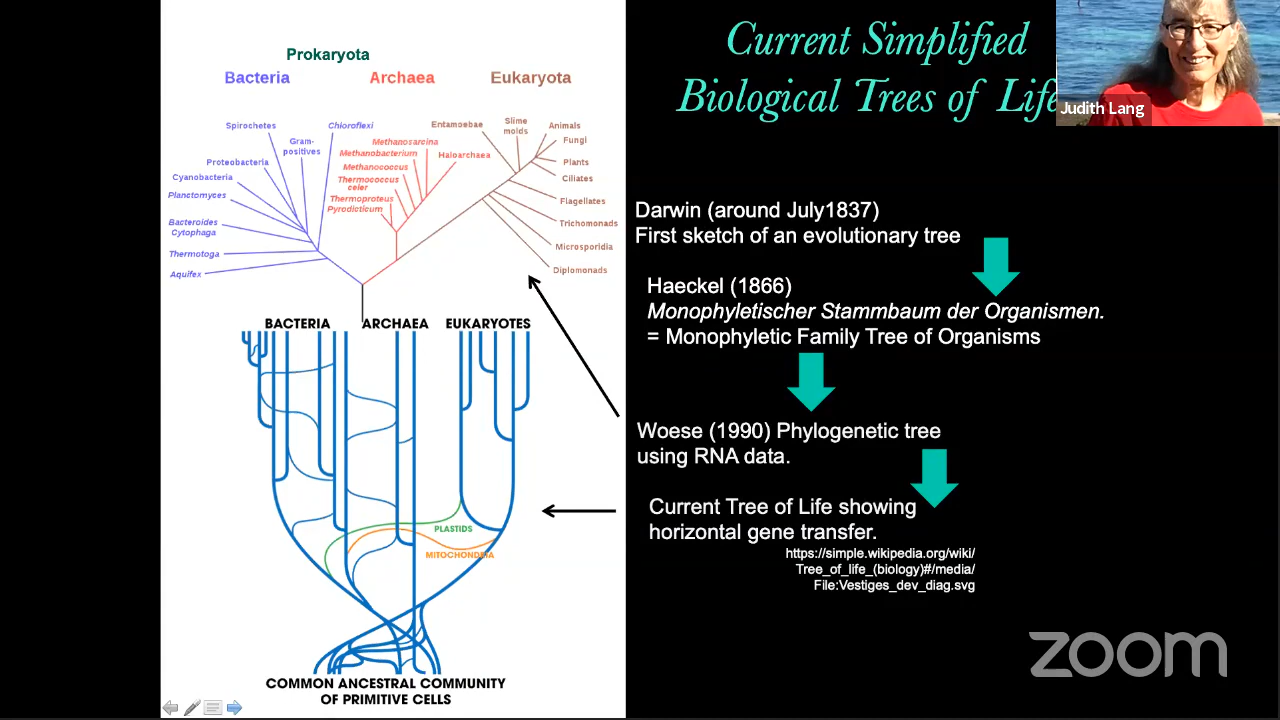 Current Simplified
Biological Trees of Life
Judith Lang
Prokaryota
Bacteria Archaea Eukaryota
Spirochetes
Chloroflexi
Gram-
positives
Proteobacteria
Cyanobacteria
Planctomyces
Bacteroides
Cytophaga
Thermotoga
Aquifex
Methanosarcina
Methanobacterium
Haloarchaea
Methanococcus
Thermococcus
celer
Thermoproteus
Pyrodicticum
Entamoebae
Slime
molds
Animals
Fungi
Plants
Ciliates
Flagellates
Trichomonads
Microsporidia
Diplomonads
BACTERIA ARCHAEA EUKARYOTES
PLASTIDS
MITOCHONDRIA
COMMON ANCESTRAL COMMUNITY
OF PRIMITIVE CELLS
Darwin (around July1837)
First sketch of an evolutionary tree
Haeckel (1866)
Monophyletischer Stammbaum der Organismen.
= Monophyletic Family Tree of Organisms
Woese (1990) Phylogenetic tree
using RNA data.
Current Tree of Life showing
horizontal gene transfer.
https://simple.wikipedia.org/wiki/
Tree_of_life_(biology)#/media/
File:Vestiges_dev_diag.svg
zoom